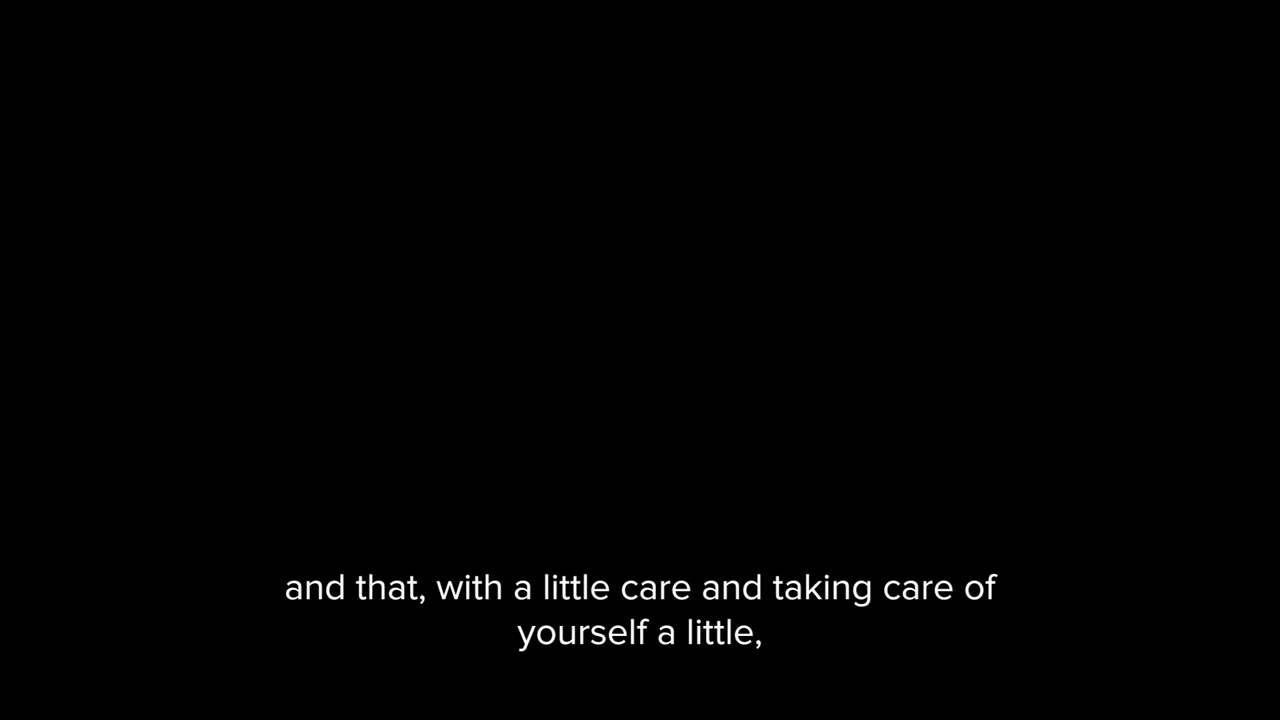 and that, with a little care and taking care of
yourself a little,